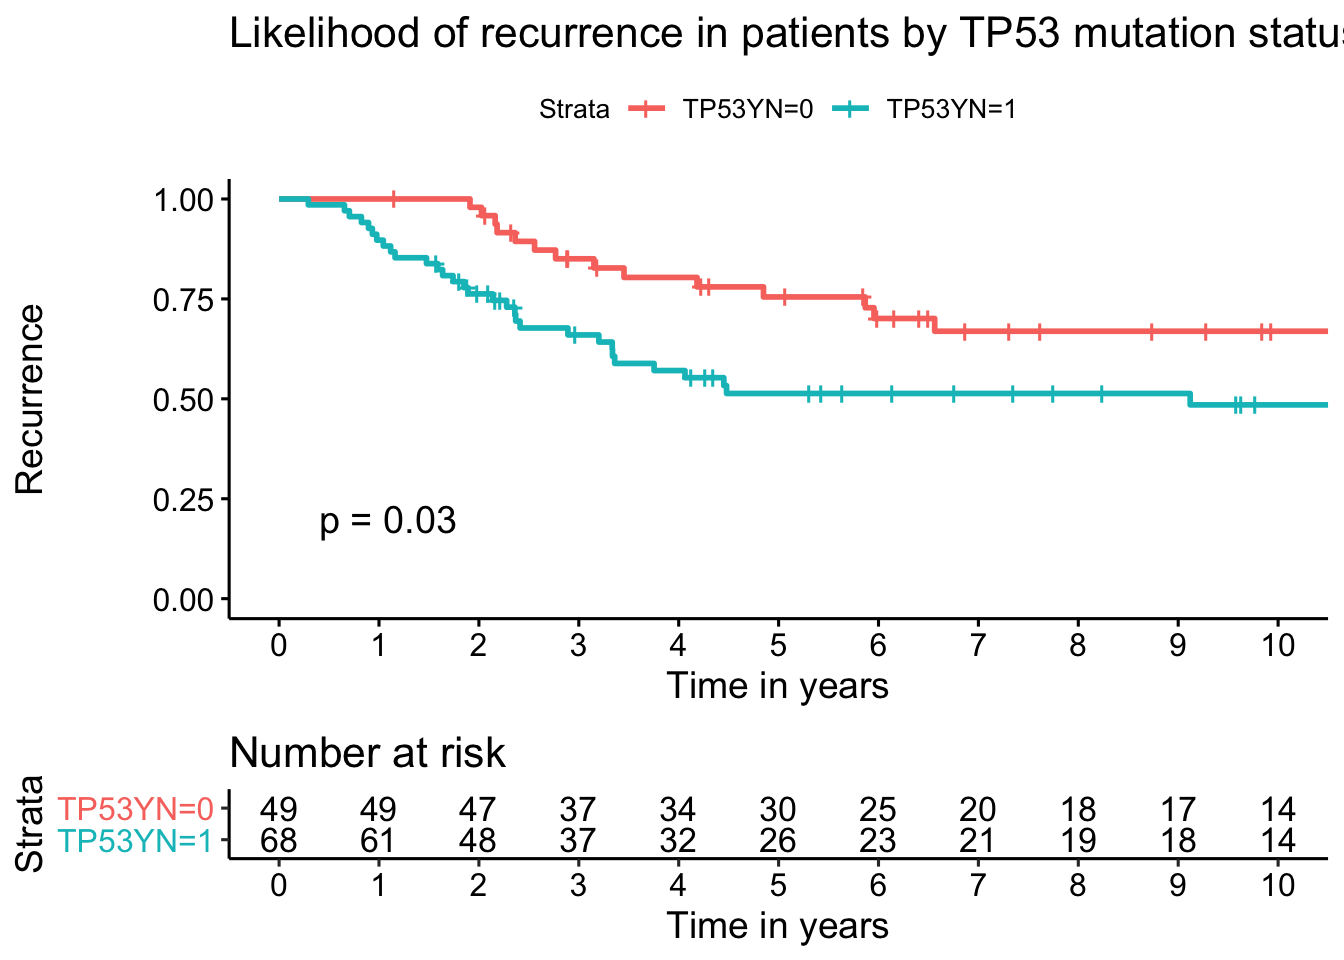 Likelihood of recurrence in patients by TP53 mutation status
Strata TP53YN=0 TP53YN=1
Recurrence
1.00
0.75
0.50
0.25
0.00
p = 0.03
0 1 2 3 4 5 6 7 8 9 10
Time in years
Number at risk
Strata
TP53YN=0 49 49 47 37 34 30 25 20 18 17 14
TP53YN=1 68 61 48 37 32 26 23 21 19 18 14
0 1 2 3 4 5 6 7 8 9 10
Time in years